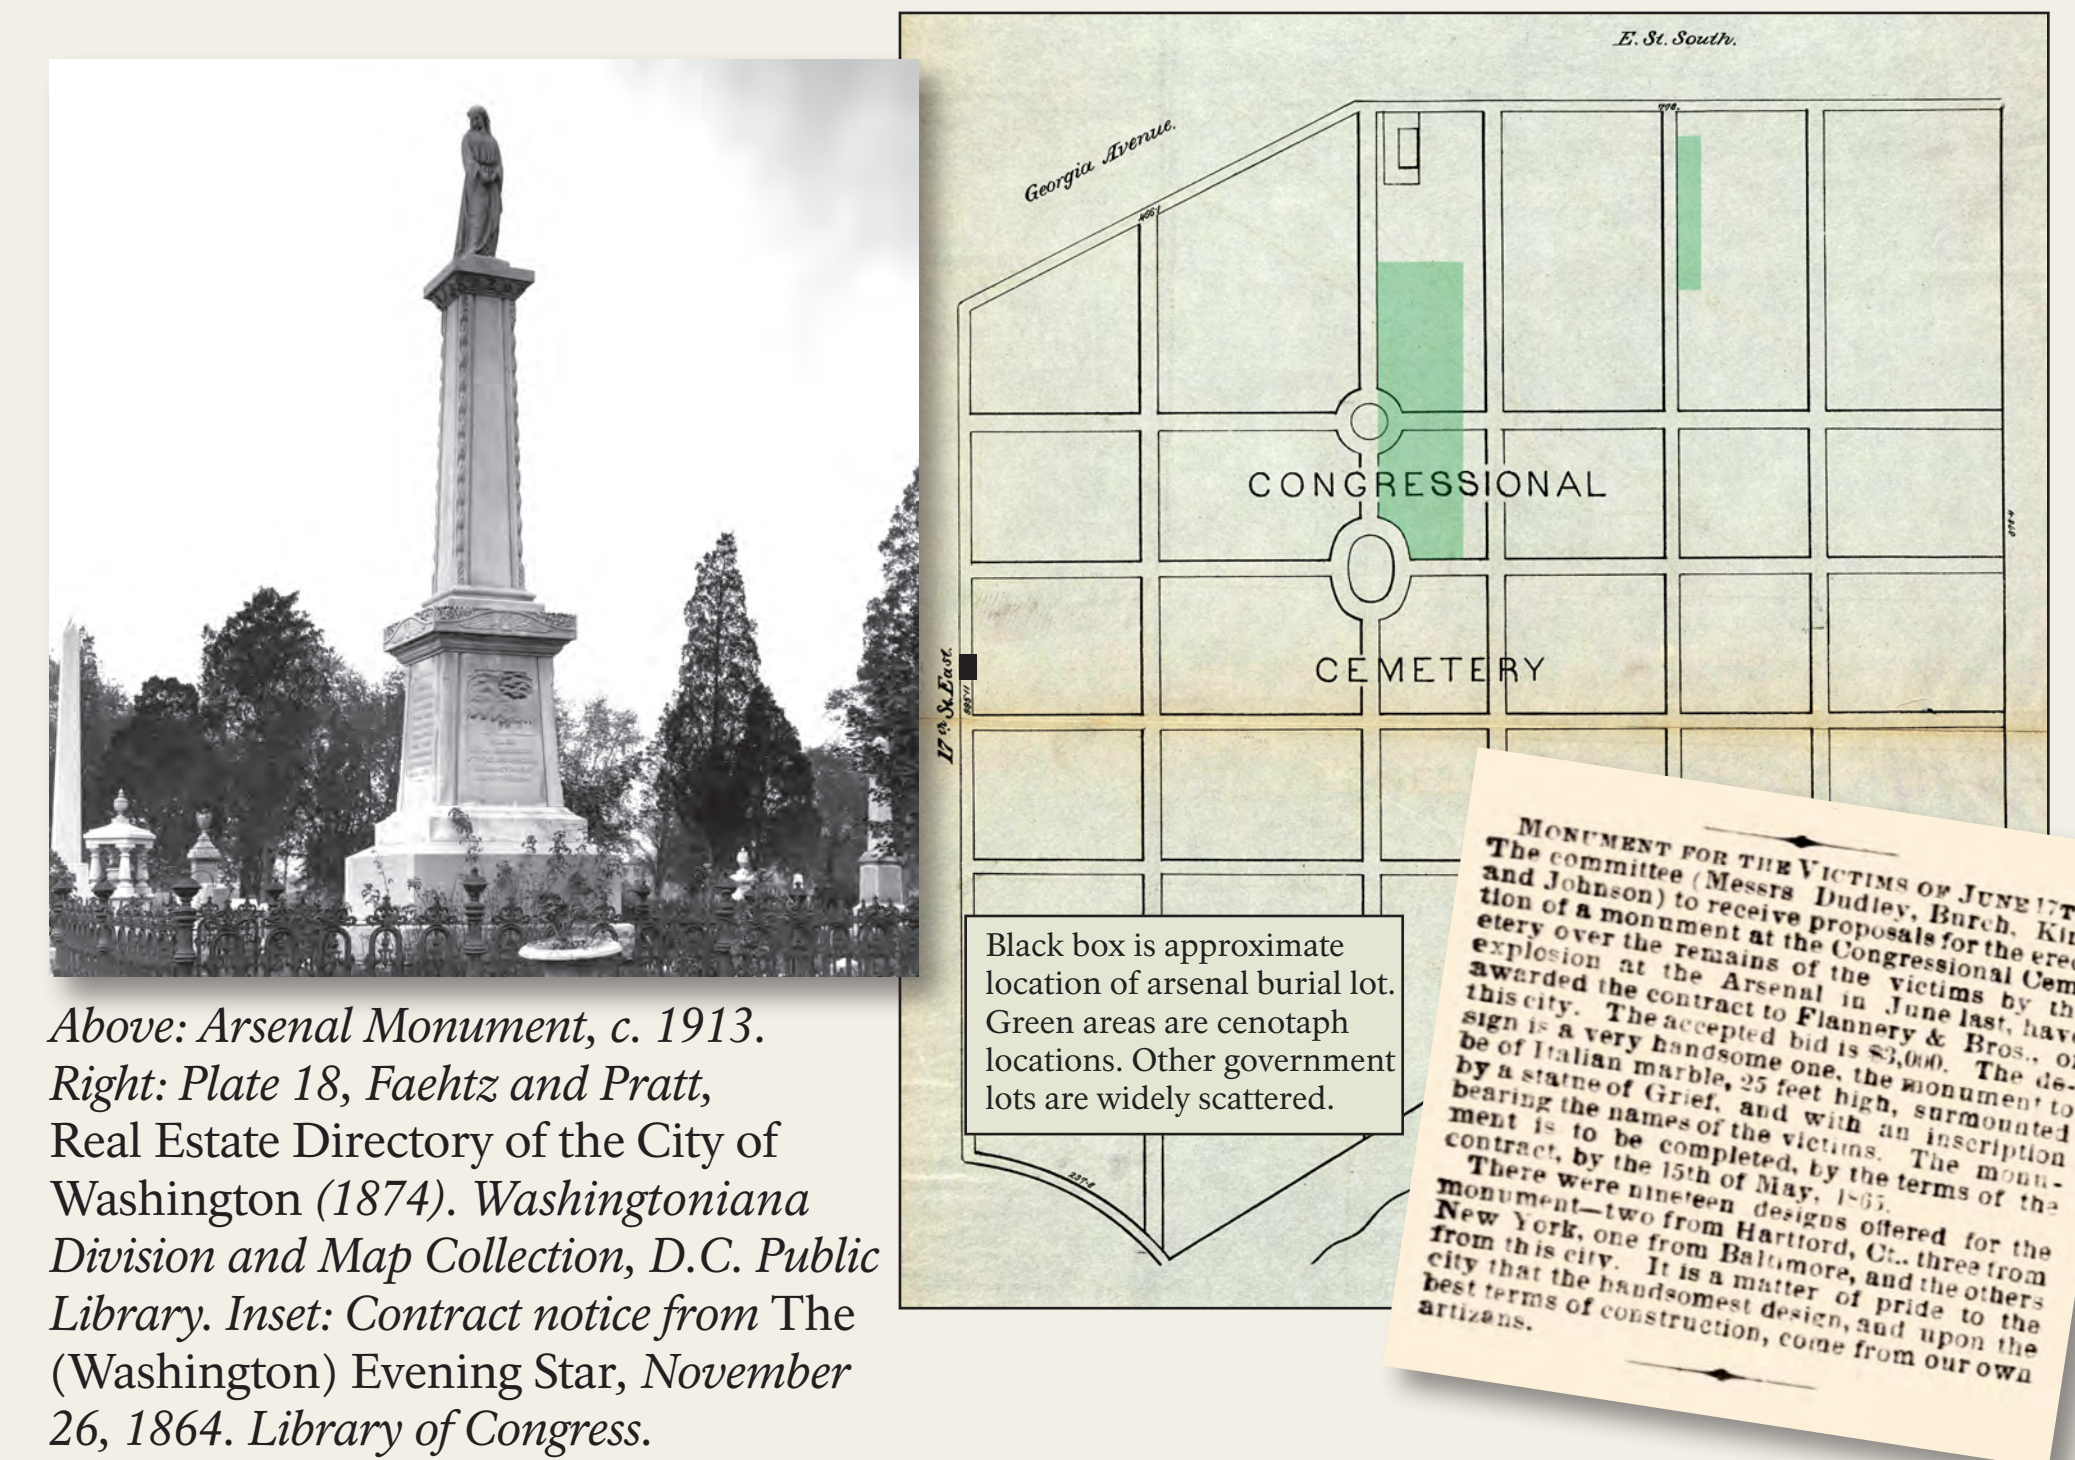 E. St. South.
Georgia Avenue.
CONGRESSIONAL
CEMETERY
17th St. East.
Black box is approximate
location of arsenal burial lot.
Green areas are cenotaph
locations. Other government
lots are widely scattered.
Above: Arsenal Monument, c. 1913.
Right: Plate 18, Faehtz and Pratt,
Real Estate Directory of the City of
Washington (1874). Washingtoniana
Division and Map Collection, D.C. Public
Library. Inset: Contract notice from The
(Washington) Evening Star, November
26, 1864. Library of Congress.
MONUMENT FOR THE VICTIMS OF JUNE 17T
The committee (Messrs Dudley, Burch, Kin
and Johnson) to receive proposals for the erec
tion of a monument at the Congressional Cem
etery over the remains of the victims by th
explosion at the Arsenal in June last, have
awarded the contract to Flannery & Bros., o
this city. The accepted bid is $3,000. The de-
sign is a very handsome one, the monument to
be of Italian marble, 25 feet high, surmounted
by a statue of Grief, and with an inscription
bearing the names of the victims. The monu-
ment is to be completed, by the terms of the
contract, by the 15th of May, 1865.
There were nineteen designs offered for the
monument—two from Hartford, Ct., three from
New York, one from Baltimore, and the others
from this city. It is a matter of pride to the
city that the handsomest design, and upon the
best terms of construction, come from our own
artizans.